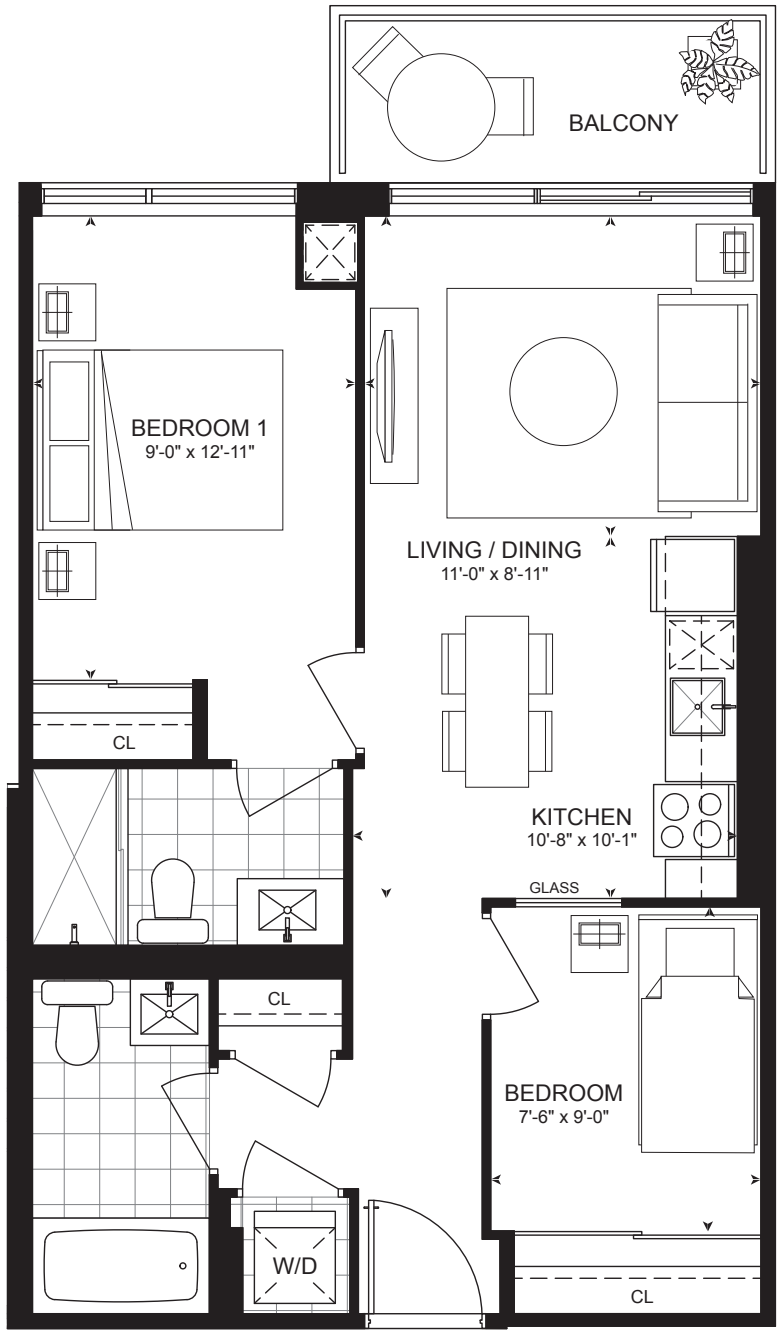 BALCONY
BEDROOM 1
9'-0" x 12'-11"
LIVING / DINING
11'-0" x 8'-11"
CL
KITCHEN
10'-8" x 10'-1"
GLASS
CL
BEDROOM
7'-6" x 9'-0"
W/D
CL